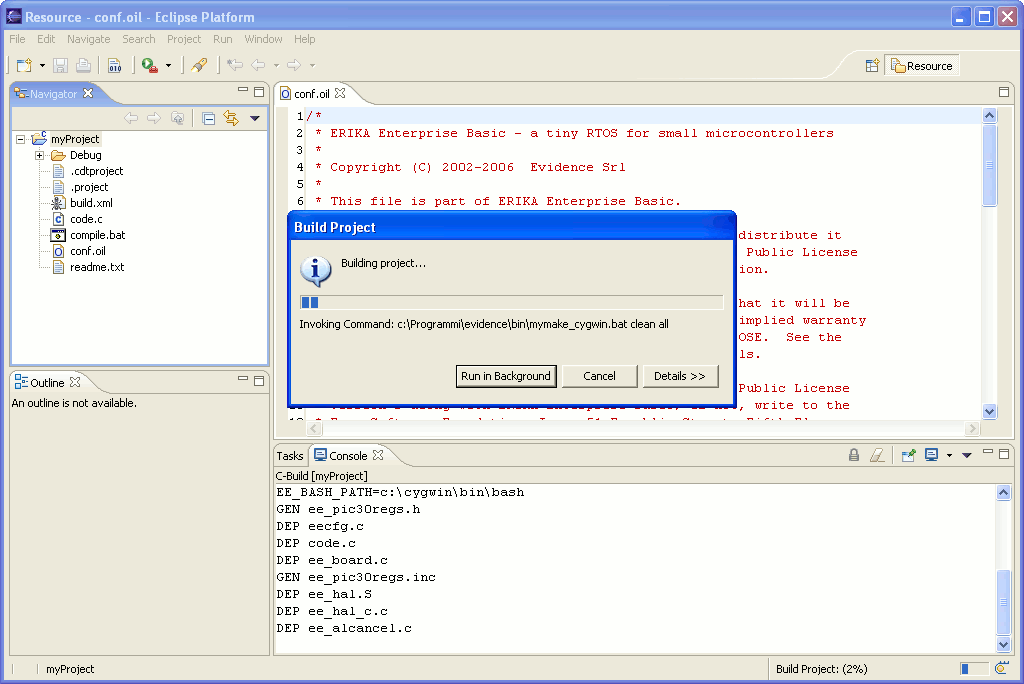 Resource - conf.oil - Eclipse Platform
File Edit Navigate Search Project Run Window Help
010
Resource
Navigator
myProject
Debug
.cdtproject
.project
build.xml
code.c
compile.bat
conf.oil
readme.txt
Outline
An outline is not available.
conf.oil
1 /*
2 * ERIKA Enterprise Basic - a tiny RTOS for small microcontrollers
3 *
4 * Copyright (C) 2002-2006 Evidence Srl
5 *
6 * This file is part of ERIKA Enterprise Basic.
distribute it
Public License
ion.
hat it will be
implied warranty
OSE. See the
ls.
Public License
write to the
Build Project
Building project...
Invoking Command: c:\Programmi\evidence\bin\mymake_cygwin.bat clean all
Run in Background Cancel Details >>
Tasks Console
C-Build [myProject]
EE_BASH_PATH=c:\cygwin\bin\bash
GEN ee_pic30regs.h
DEP eecfg.c
DEP code.c
DEP ee_board.c
GEN ee_pic30regs.inc
DEP ee_hal.S
DEP ee_hal_c.c
DEP ee_alcancel.c
myProject
Build Project: (2%)